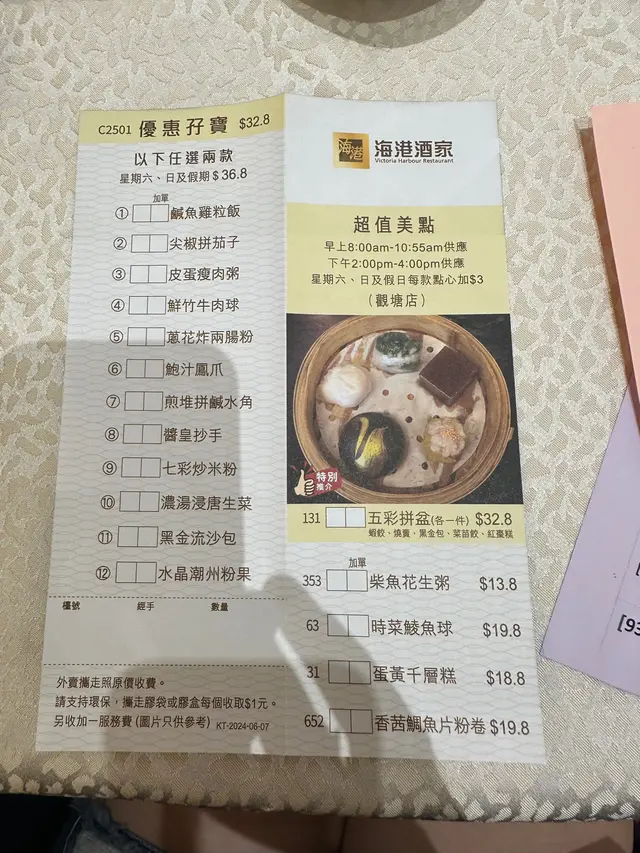 C2501 優惠孖寶 $32.8
以下任選兩款
星期六、日及假期 $36.8
加單
① 鹹魚雞粒飯
② 尖椒拼茄子
③ 皮蛋瘦肉粥
④ 鮮竹牛肉球
⑤ 蔥花炸兩腸粉
⑥ 鮑汁鳳爪
⑦ 煎堆拼鹹水角
⑧ 醬皇抄手
⑨ 七彩炒米粉
⑩ 濃湯浸唐生菜
⑪ 黑金流沙包
⑫ 水晶潮州粉果
檯號 經手 數量
外賣攜走照原價收費。
請支持環保，攜走膠袋或膠盒每個收取$1元。
另收加一服務費 (圖片只供參考) KT-2024-06-07
海港
海港酒家
Victoria Harbour Restaurant
超值美點
早上8:00am-10:55am供應
下午2:00pm-4:00pm供應
星期六、日及假日每款點心加$3
(觀塘店)
特別
推介
131 五彩拼盆(各一件) $32.8
蝦餃、燒賣、黑金包、菜苗餃、紅棗糕
加單
353 柴魚花生粥 $13.8
63 時菜鯪魚球 $19.8
31 蛋黃千層糕 $18.8
652 香茜鯛魚片粉卷 $19.8